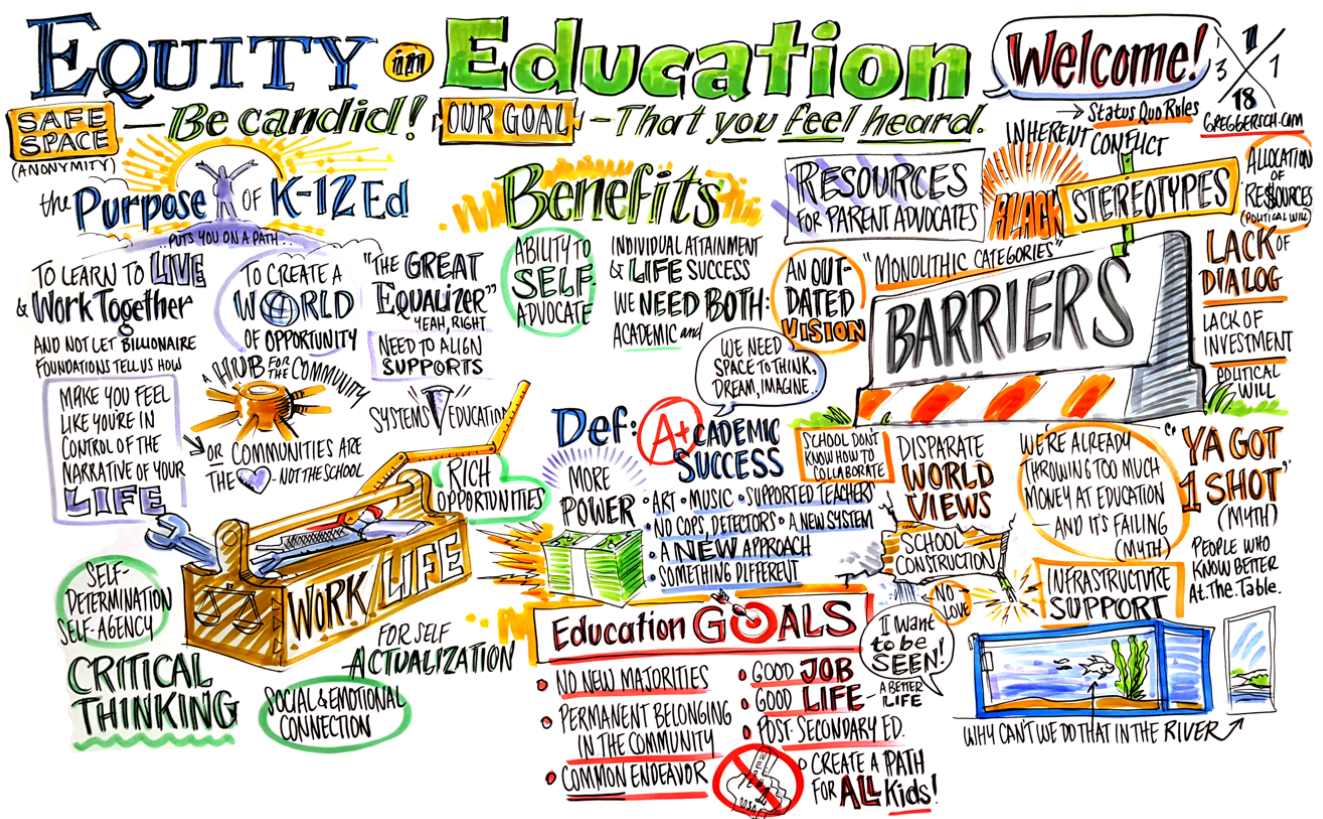 EQUITY in Education
Welcome!
3 1/1 18
SAFE SPACE
(ANONYMITY)
— Be candid!
OUR GOAL
– That you feel heard.
→ Status Quo Roles
GREGGERSCH.COM
the Purpose OF K-12 Ed
PUTS YOU ON A PATH
TO LEARN TO LIVE
& Work Together
AND NOT LET BILLIONAIRE
FOUNDATIONS TELL US HOW
TO CREATE A
WORLD
OF OPPORTUNITY
"THE GREAT
EQUALIZER"
YEAH, RIGHT
NEED TO ALIGN
SUPPORTS
A HUB FOR THE COMMUNITY
OR COMMUNITIES ARE
THE - NOT THE SCHOOL
SYSTEMS EDUCATION
MAKE YOU FEEL
LIKE YOU'RE IN
CONTROL OF THE
NARRATIVE OF YOUR
LIFE
RICH
OPPORTUNITIES
WORK/LIFE
SELF-
DETERMINATION
SELF-AGENCY
CRITICAL
THINKING
FOR SELF
-ACTUALIZATION
SOCIAL & EMOTIONAL
CONNECTION
Benefits
ABILITY TO
SELF-
ADVOCATE
INDIVIDUAL ATTAINMENT
& LIFE SUCCESS
WE NEED BOTH:
ACADEMIC and
WE NEED
SPACE TO THINK,
DREAM, IMAGINE.
Def: A+CADEMIC
SUCCESS
MORE
POWER
• ART • MUSIC • SUPPORTED TEACHERS
• NO COPS, DETECTORS • A NEW SYSTEM
• A NEW APPROACH
• SOMETHING DIFFERENT
Education GOALS
• NO NEW MAJORITIES
• PERMANENT BELONGING
IN THE COMMUNITY
• COMMON ENDEAVOR
• GOOD JOB
• GOOD LIFE - A BETTER LIFE
• POST-SECONDARY ED.
• CREATE A PATH
FOR ALL Kids!
I want
to be
SEEN!
RESOURCES
FOR PARENT ADVOCATES
INHERENT
CONFLICT
BLACK
STEREOTYPES
ALLOCATION
OF
RE$OURCES
(POLITICAL WILL)
"MONOLITHIC CATEGORIES"
AN OUT-
DATED
VISION
BARRIERS
LACK OF
DIALOG
LACK OF
INVESTMENT
POLITICAL
WILL
SCHOOL DON'T
KNOW HOW TO
COLLABORATE
DISPARATE
WORLD
VIEWS
WE'RE ALREADY
THROWING TOO MUCH
MONEY AT EDUCATION
AND IT'S FAILING
(MYTH)
"YA GOT
1 SHOT"
(MYTH)
SCHOOL
CONSTRUCTION
NO
LOVE
INFRASTRUCTURE
SUPPORT
PEOPLE WHO
KNOW BETTER
At. The. Table.
WHY CAN'T WE DO THAT IN THE RIVER